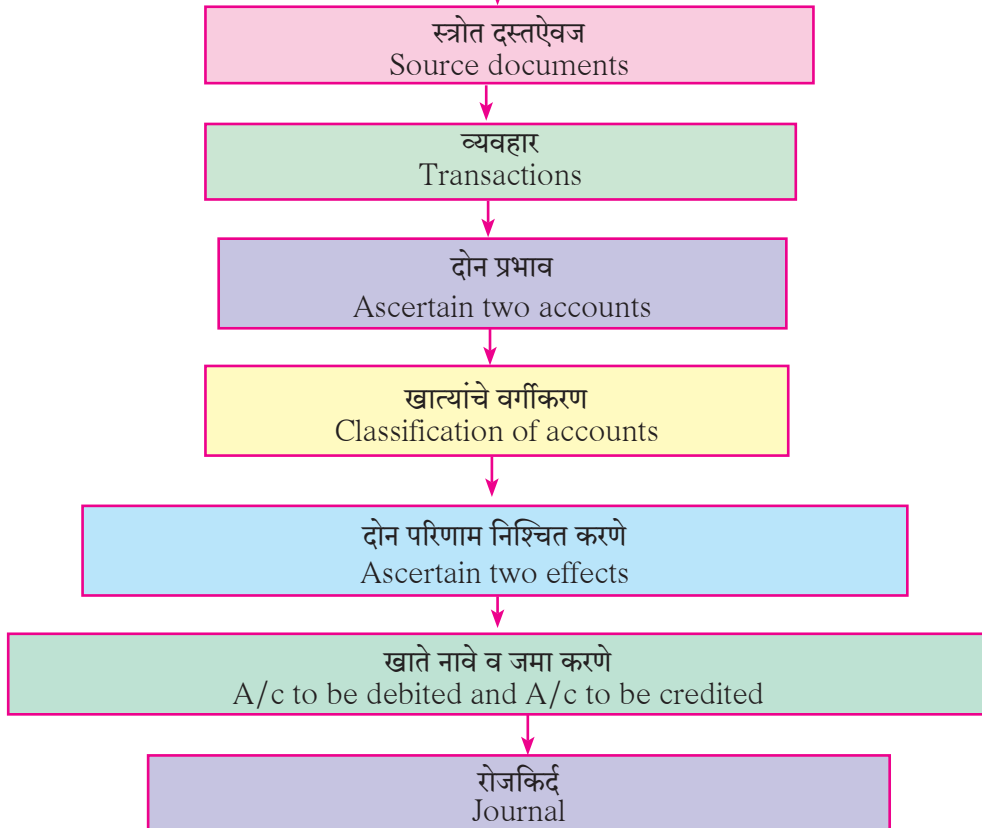 स्त्रोत दस्तऐवज
Source documents
व्यवहार
Transactions
दोन प्रभाव
Ascertain two accounts
खात्यांचे वर्गीकरण
Classification of accounts
दोन परिणाम निश्चित करणे
Ascertain two effects
खाते नावे व जमा करणे
A/c to be debited and A/c to be credited
रोजकिर्द
Journal